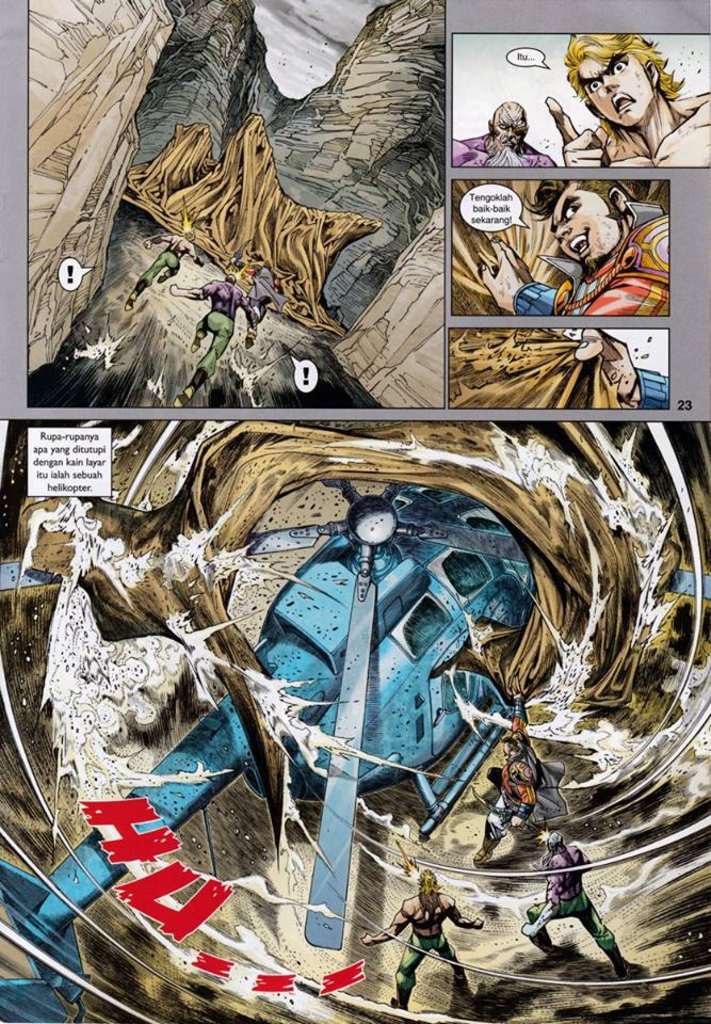 !
!
Itu...
Tengoklah
baik-baik
sekarang!
23
Rupa-rupanya
apa yang ditutupi
dengan kain layar
itu ialah sebuah
helikopter.
HU---